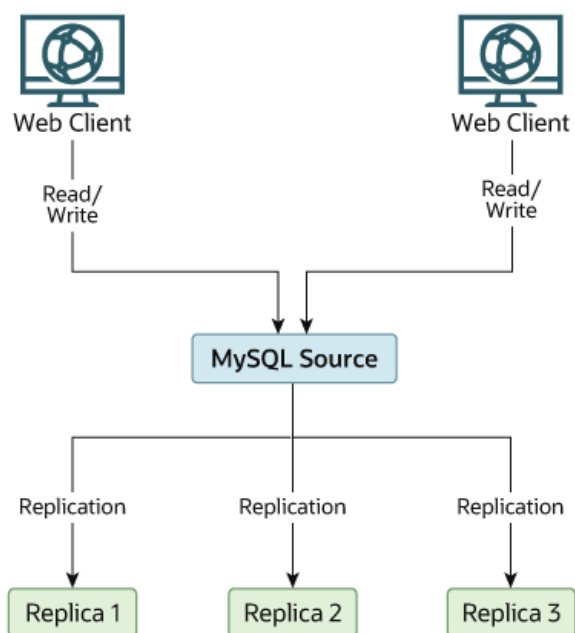 Web Client
Web Client
Read/
Write
Read/
Write
MySQL Source
Replication
Replication
Replication
Replica 1
Replica 2
Replica 3